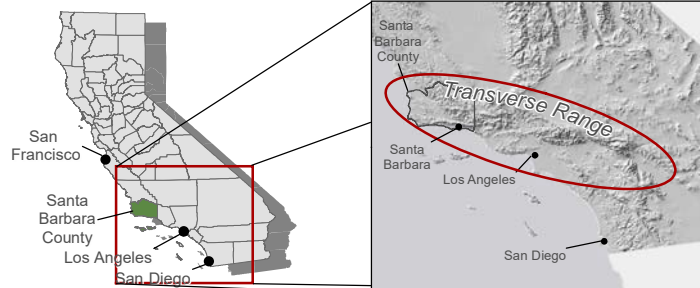 San
Francisco
Santa
Barbara
County
Los Angeles
San Diego
Santa
Barbara
County
Transverse Range
Santa
Barbara
Los Angeles
San Diego